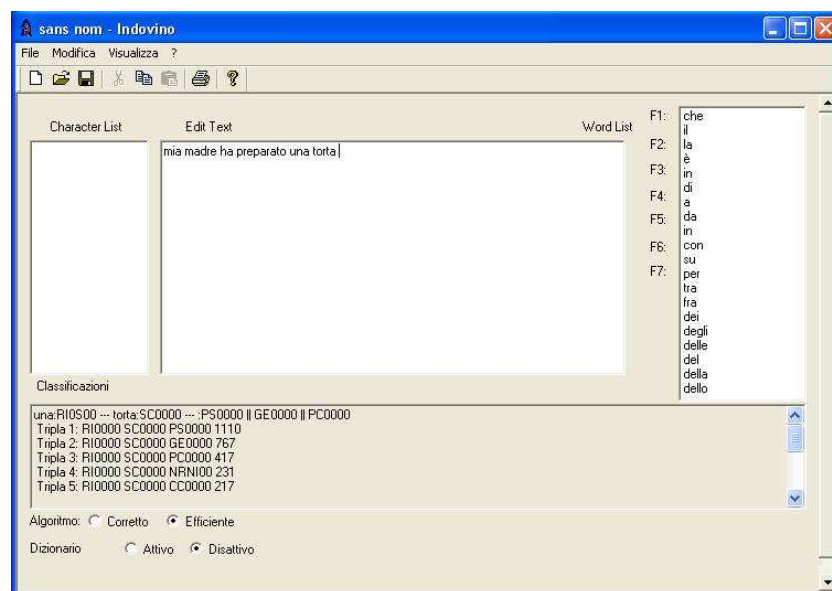 sans nom - Indovino
File Modifica Visualizza ?
Character List Edit Text Word List
mia madre ha preparato una torta
F1:
F2:
F3:
F4:
F5:
F6:
F7:
che
il
la
è
in
di
a
da
in
con
su
per
tra
fra
dei
degli
delle
del
della
dello
Classificazioni
una:RI0S00 --- torta:SC0000 --- :PS0000 || GE0000 || PC0000
Tripla 1: RI0000 SC0000 PS0000 1110
Tripla 2: RI0000 SC0000 GE0000 767
Tripla 3: RI0000 SC0000 PC0000 417
Tripla 4: RI0000 SC0000 NRNI00 231
Tripla 5: RI0000 SC0000 CC0000 217
Algoritmo: Corretto Efficiente
Dizionario Attivo Disattivo